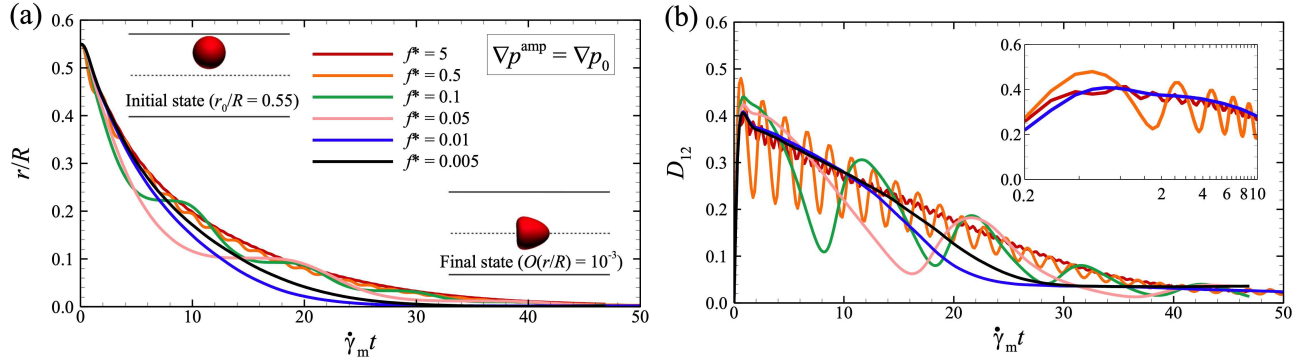 (a)
0.6
0.5
0.4
0.3
0.2
0.1
0.0
r/R
0
10
20
30
40
50
γ̇ₘ t
Initial state (r₀/R = 0.55)
f* = 5
f* = 0.5
f* = 0.1
f* = 0.05
f* = 0.01
f* = 0.005
∇pᵃᵐᵖ = ∇p₀
Final state (O(r/R) = 10⁻³)
(b)
0.6
0.5
0.4
0.3
0.2
0.1
0.0
D₁₂
0
10
20
30
40
50
γ̇ₘ t
0.6
0.4
0.2
0.0
0.2
2
4
6
8
10